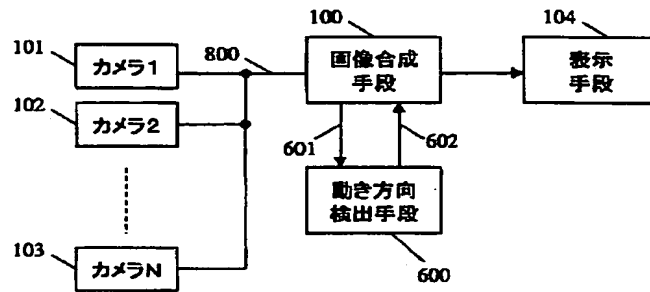 101
カメラ1
102
カメラ2
103
カメラN
800
100
画像合成
手段
104
表示
手段
601
602
動き方向
検出手段
600